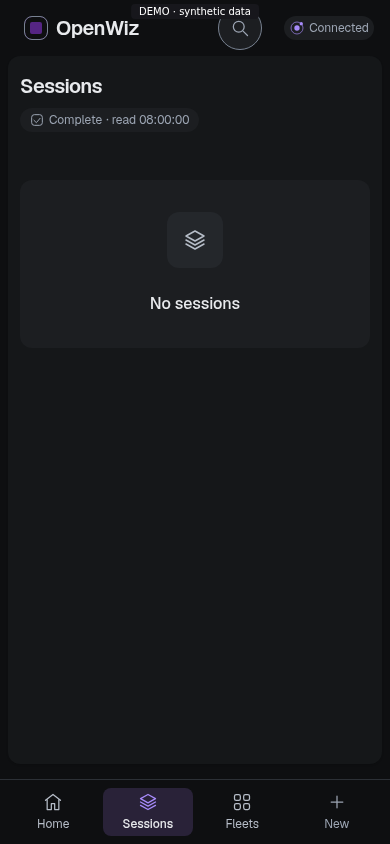 DEMO · synthetic data
OpenWiz
Connected
Sessions
Complete · read 08:00:00
No sessions
Home
Sessions
Fleets
New